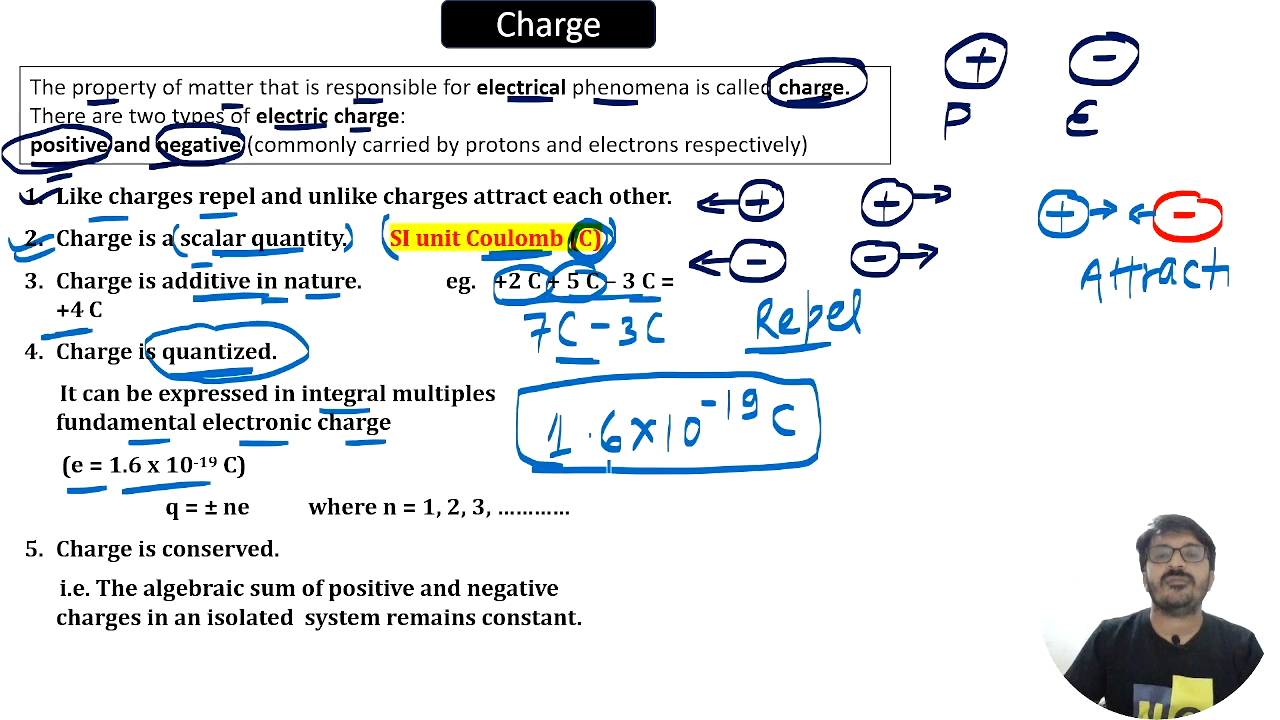 Charge
The property of matter that is responsible for electrical phenomena is called charge.
There are two types of electric charge:
positive and negative (commonly carried by protons and electrons respectively)
+ -
P E
1. Like charges repel and unlike charges attract each other.
+ + + -
2. Charge is a scalar quantity. (SI unit Coulomb (C))
- -
Attract
3. Charge is additive in nature. eg. +2 C + 5 C – 3 C =
+4 C
7C - 3C
Repel
4. Charge is quantized.
It can be expressed in integral multiples
fundamental electronic charge
1.6x10-19 C
(e = 1.6 x 10-19 C)
q = ± ne where n = 1, 2, 3, …………
5. Charge is conserved.
i.e. The algebraic sum of positive and negative
charges in an isolated system remains constant.